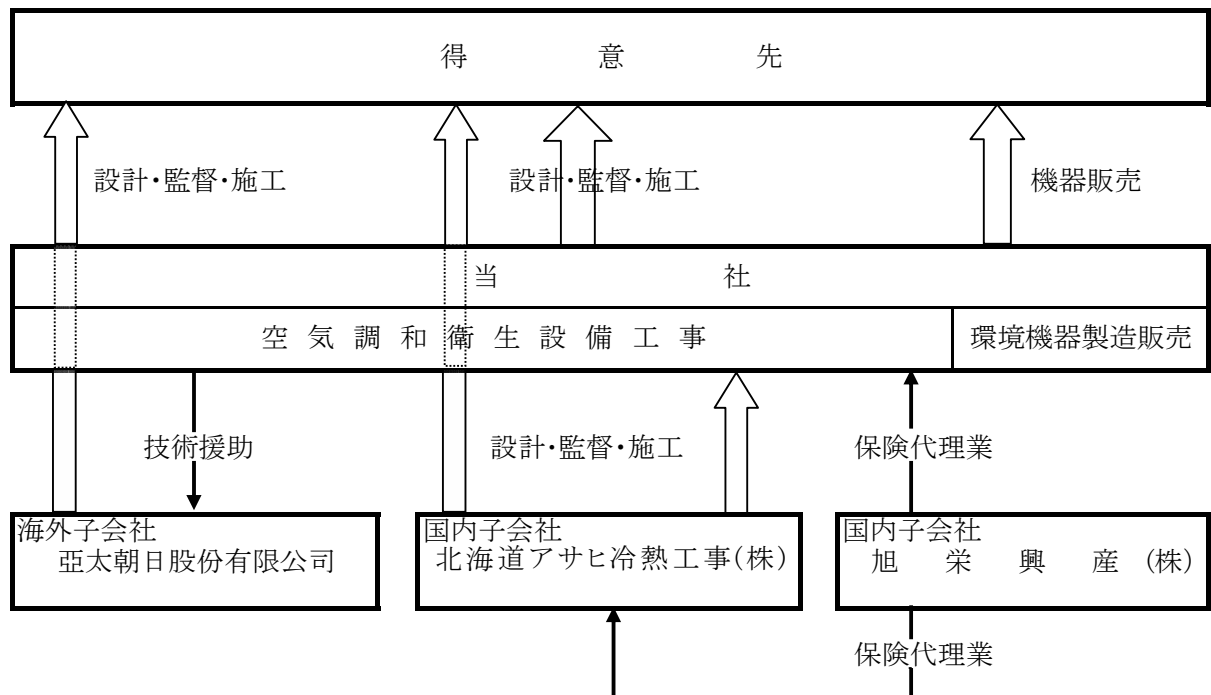 得意先
設計・監督・施工
設計・監督・施工
機器販売
当社
空気調和衛生設備工事
環境機器製造販売
技術援助
設計・監督・施工
保険代理業
海外子会社
亞太朝日股份有限公司
国内子会社
北海道アサヒ冷熱工事(株)
国内子会社
旭栄興産(株)
保険代理業